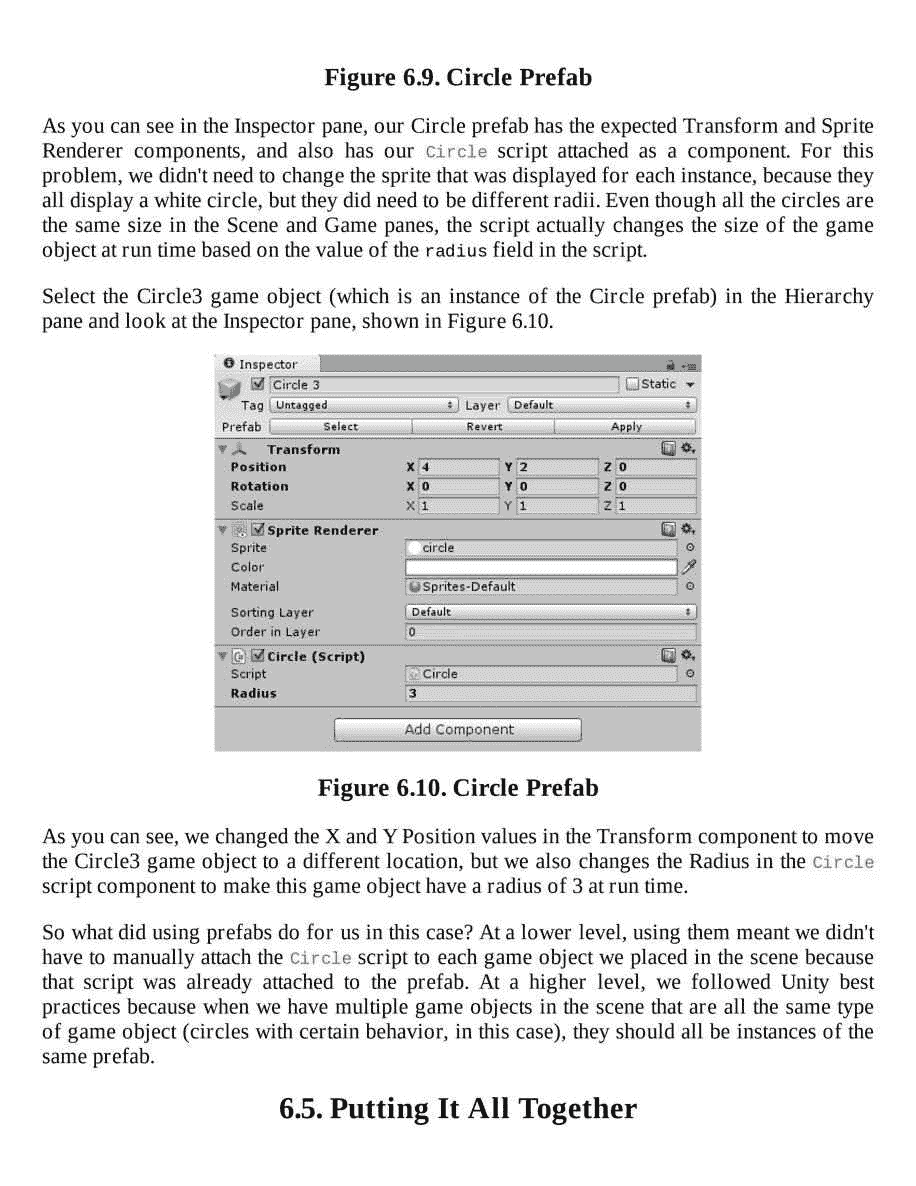 Figure 6.9. Circle Prefab
As you can see in the Inspector pane, our Circle prefab has the expected Transform and Sprite
Renderer components, and also has our Circle script attached as a component. For this
problem, we didn't need to change the sprite that was displayed for each instance, because they
all display a white circle, but they did need to be different radii. Even though all the circles are
the same size in the Scene and Game panes, the script actually changes the size of the game
object at run time based on the value of the radius field in the script.
Select the Circle3 game object (which is an instance of the Circle prefab) in the Hierarchy
pane and look at the Inspector pane, shown in Figure 6.10.
Inspector
Circle 3 Static
Tag Untagged Layer Default
Prefab Select Revert Apply
Transform
Position X 4 Y 2 Z 0
Rotation X 0 Y 0 Z 0
Scale X 1 Y 1 Z 1
Sprite Renderer
Sprite circle
Color
Material Sprites-Default
Sorting Layer Default
Order in Layer 0
Circle (Script)
Script Circle
Radius 3
Add Component
Figure 6.10. Circle Prefab
As you can see, we changed the X and Y Position values in the Transform component to move
the Circle3 game object to a different location, but we also changes the Radius in the Circle
script component to make this game object have a radius of 3 at run time.
So what did using prefabs do for us in this case? At a lower level, using them meant we didn't
have to manually attach the Circle script to each game object we placed in the scene because
that script was already attached to the prefab. At a higher level, we followed Unity best
practices because when we have multiple game objects in the scene that are all the same type
of game object (circles with certain behavior, in this case), they should all be instances of the
same prefab.
6.5. Putting It All Together